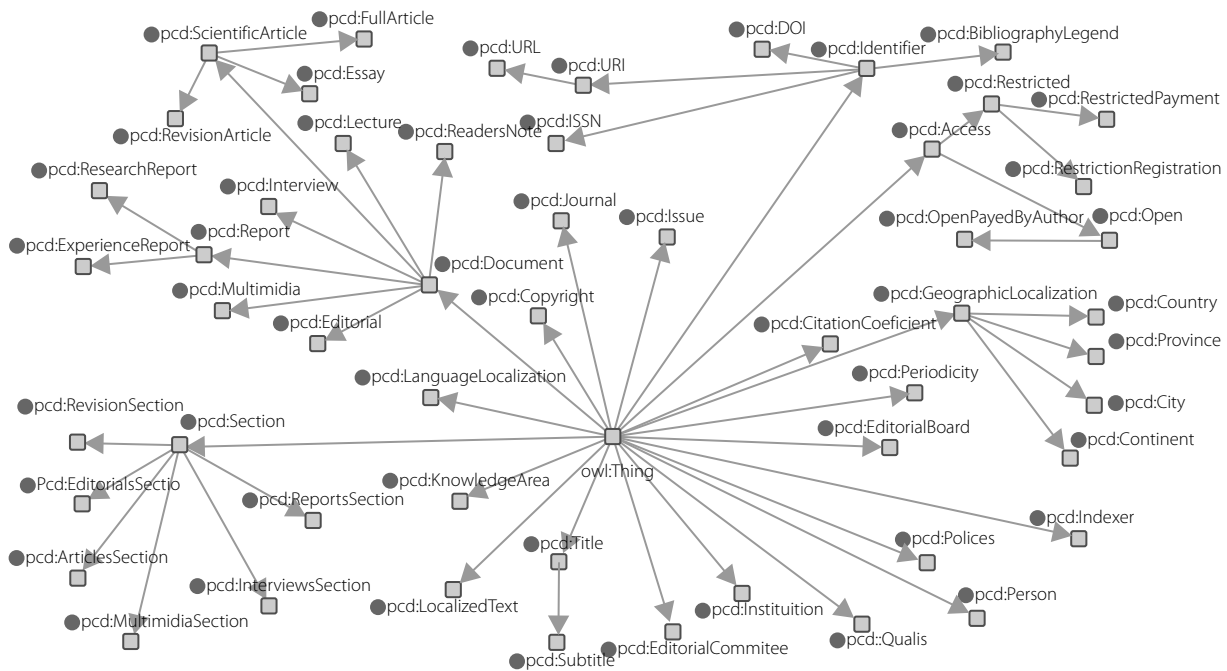 pcd:FullArticle
pcd:ScientificArticle
pcd:DOI
pcd:BibliographyLegend
pcd:Identifier
pcd:URL
pcd:URI
pcd:Essay
pcd:Restricted
pcd:RestrictedPayment
pcd:Lecture
pcd:ReadersNote
pcd:ISSN
pcd:RevisionArticle
pcd:Access
pcd:ResearchReport
pcd:RestrictionRegistration
pcd:Interview
pcd:Journal
pcd:Issue
pcd:OpenPayedByAuthor
pcd:Open
pcd:Report
pcd:ExperienceReport
pcd:Document
pcd:Multimidia
pcd:Copyright
pcd:GeographicLocalization
pcd:Country
pcd:Editorial
pcd:CitationCoeficient
pcd:Province
pcd:LanguageLocalization
pcd:Periodicity
pcd:RevisionSection
pcd:City
pcd:Section
pcd:EditorialBoard
pcd:Continent
owl:Thing
pcd:KnowledgeArea
Pcd:EditorialsSectio
pcd:ReportsSection
pcd:Indexer
pcd:Title
pcd:Polices
pcd:ArticlesSection
pcd:InterviewsSection
pcd:Person
pcd:LocalizedText
pcd:Instituition
pcd:MultimidiaSection
pcd::Qualis
pcd:EditorialCommitee
pcd:Subtitle